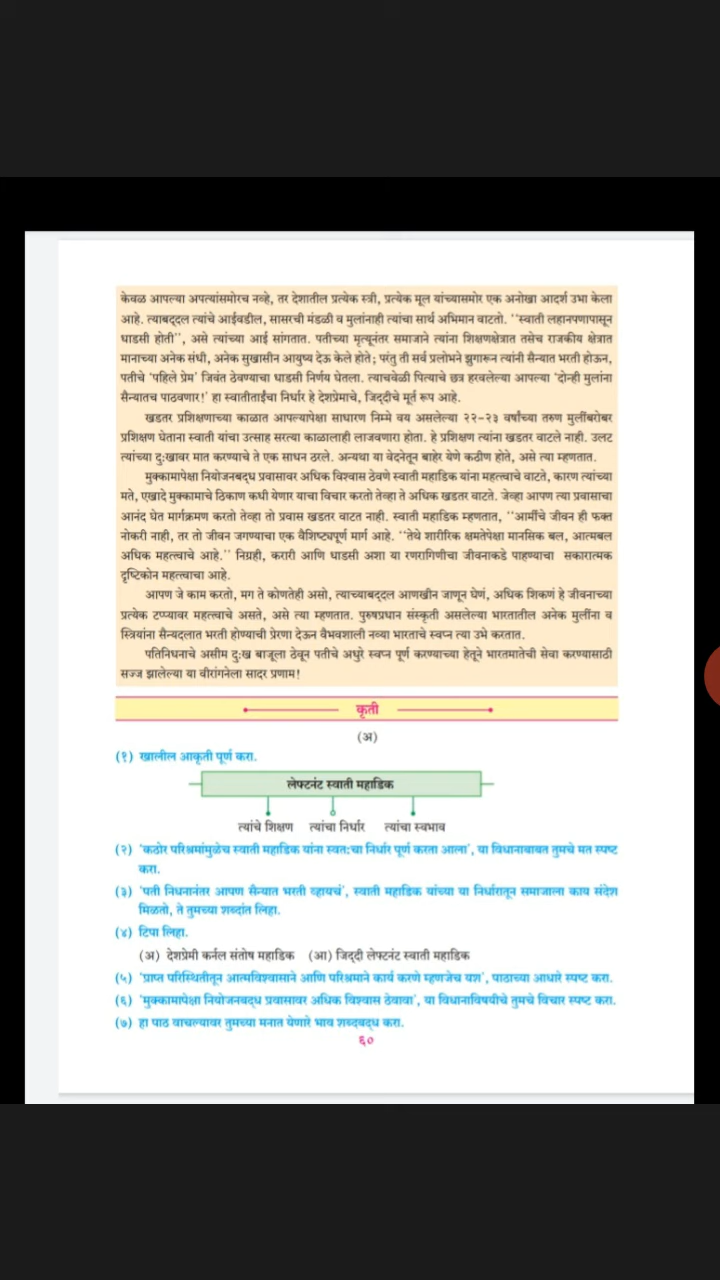 केवळ आपल्या अपत्यांसमोरच नव्हे, तर देशातील प्रत्येक स्त्री, प्रत्येक मूल यांच्यासमोर एक अनोखा आदर्श उभा केला
आहे. त्याबद्‌दल त्यांचे आईवडील, सासरची मंडळी व मुलांनाही त्यांचा सार्थ अभिमान वाटतो. ‘‘स्वाती लहानपणापासून
धाडसी होती’’, असे त्यांच्या आई सांगतात. पतीच्या मृत्यूनंतर समाजाने त्यांना शिक्षणक्षेत्रात तसेच राजकीय क्षेत्रात
मानाच्या अनेक संधी, अनेक सुखासीन आयुष्य देऊ केले होते; परंतु ती सर्व प्रलोभने झुगारून त्यांनी सैन्यात भरती होऊन,
पतीचे ‘पहिले प्रेम’ जिवंत ठेवण्याचा धाडसी निर्णय घेतला. त्याचवेळी पित्याचे छत्र हरवलेल्या आपल्या ‘दोन्ही मुलांना
सैन्यातच पाठवणार!’ हा स्वातीताईंचा निर्धार हे देशप्रेमाचे, जिद्‌दीचे मूर्त रूप आहे.
खडतर प्रशिक्षणाच्या काळात आपल्यापेक्षा साधारण निम्मे वय असलेल्या २२-२३ वर्षांच्या तरुण मुलींबरोबर
प्रशिक्षण घेताना स्वाती यांचा उत्साह सरत्या काळालाही लाजवणारा होता. हे प्रशिक्षण त्यांना खडतर वाटले नाही. उलट
त्यांच्या दु:खावर मात करण्याचे ते एक साधन ठरले. अन्यथा या वेदनेतून बाहेर येणे कठीण होते, असे त्या म्हणतात.
मुक्कामापेक्षा नियोजनबद्ध प्रवासावर अधिक विश्वास ठेवणे स्वाती महाडिक यांना महत्त्वाचे वाटते, कारण त्यांच्या
मते, एखादे मुक्कामाचे ठिकाण कधी येणार याचा विचार करतो तेव्हा ते अधिक खडतर वाटते. जेव्हा आपण त्या प्रवासाचा
आनंद घेत मार्गक्रमण करतो तेव्हा तो प्रवास खडतर वाटत नाही. स्वाती महाडिक म्हणतात, ‘‘आर्मीचे जीवन ही फक्त
नोकरी नाही, तर तो जीवन जगण्याचा एक वैशिष्ट्यपूर्ण मार्ग आहे. ‘‘तेथे शारीरिक क्षमतेपेक्षा मानसिक बल, आत्मबल
अधिक महत्त्वाचे आहे.’’ निग्रही, करारी आणि धाडसी अशा या रणरागिणीचा जीवनाकडे पाहण्याचा सकारात्मक
दृष्टिकोन महत्त्वाचा आहे.
आपण जे काम करतो, मग ते कोणतेही असो, त्याच्याबद्‌दल आणखीन जाणून घेणं, अधिक शिकणं हे जीवनाच्या
प्रत्येक टप्प्यावर महत्त्वाचे असते, असे त्या म्हणतात. पुरुषप्रधान संस्कृती असलेल्या भारतातील अनेक मुलींना व
स्त्रियांना सैन्यदलात भरती होण्याची प्रेरणा देऊन वैभवशाली नव्या भारताचे स्वप्न त्या उभे करतात.
पतिनिधनाचे असीम दु:ख बाजूला ठेवून पतीचे अधुरे स्वप्न पूर्ण करण्याच्या हेतूने भारतमातेची सेवा करण्यासाठी
सज्ज झालेल्या या वीरांगनेला सादर प्रणाम!
कृती
(अ)
(१) खालील आकृती पूर्ण करा.
लेफ्टनंट स्वाती महाडिक
त्यांचे शिक्षण त्यांचा निर्धार त्यांचा स्वभाव
(२) ‘कठोर परिश्रमांमुळेच स्वाती महाडिक यांना स्वत:चा निर्धार पूर्ण करता आला’, या विधानाबाबत तुमचे मत स्पष्ट
करा.
(३) ‘पती निधनानंतर आपण सैन्यात भरती व्हायचं’, स्वाती महाडिक यांच्या या निर्धारातून समाजाला काय संदेश
मिळतो, ते तुमच्या शब्दांत लिहा.
(४) टिपा लिहा.
(अ) देशप्रेमी कर्नल संतोष महाडिक (आ) जिद्‌दी लेफ्टनंट स्वाती महाडिक
(५) ‘प्राप्त परिस्थितीतून आत्मविश्वासाने आणि परिश्रमाने कार्य करणे म्हणजेच यश’, पाठाच्या आधारे स्पष्ट करा.
(६) ‘मुक्कामापेक्षा नियोजनबद्ध प्रवासावर अधिक विश्वास ठेवावा’, या विधानाविषयीचे तुमचे विचार स्पष्ट करा.
(७) हा पाठ वाचल्यावर तुमच्या मनात येणारे भाव शब्दबद्ध करा.
६०